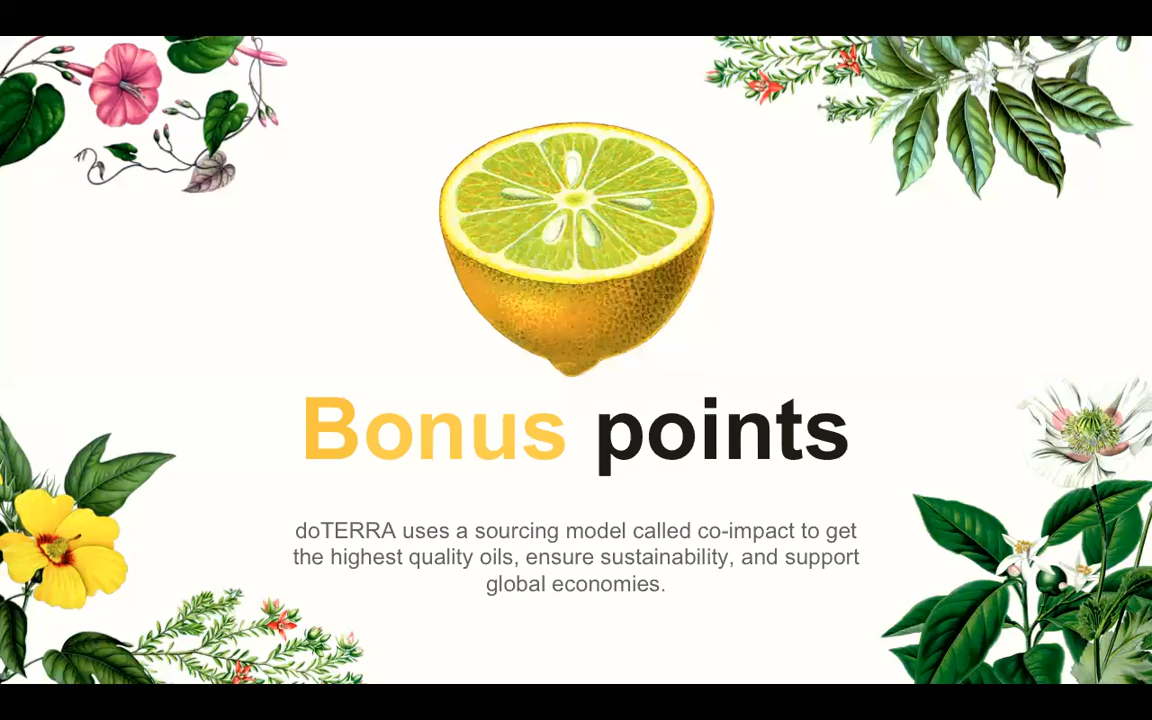 Bonus points
doTERRA uses a sourcing model called co-impact to get
the highest quality oils, ensure sustainability, and support
global economies.